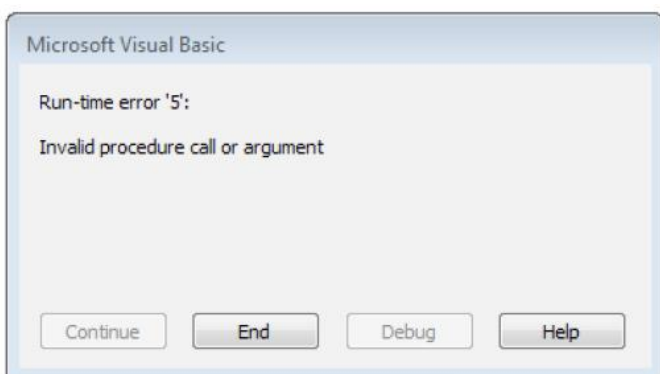 Microsoft Visual Basic
Run-time error '5':
Invalid procedure call or argument
Continue End Debug Help